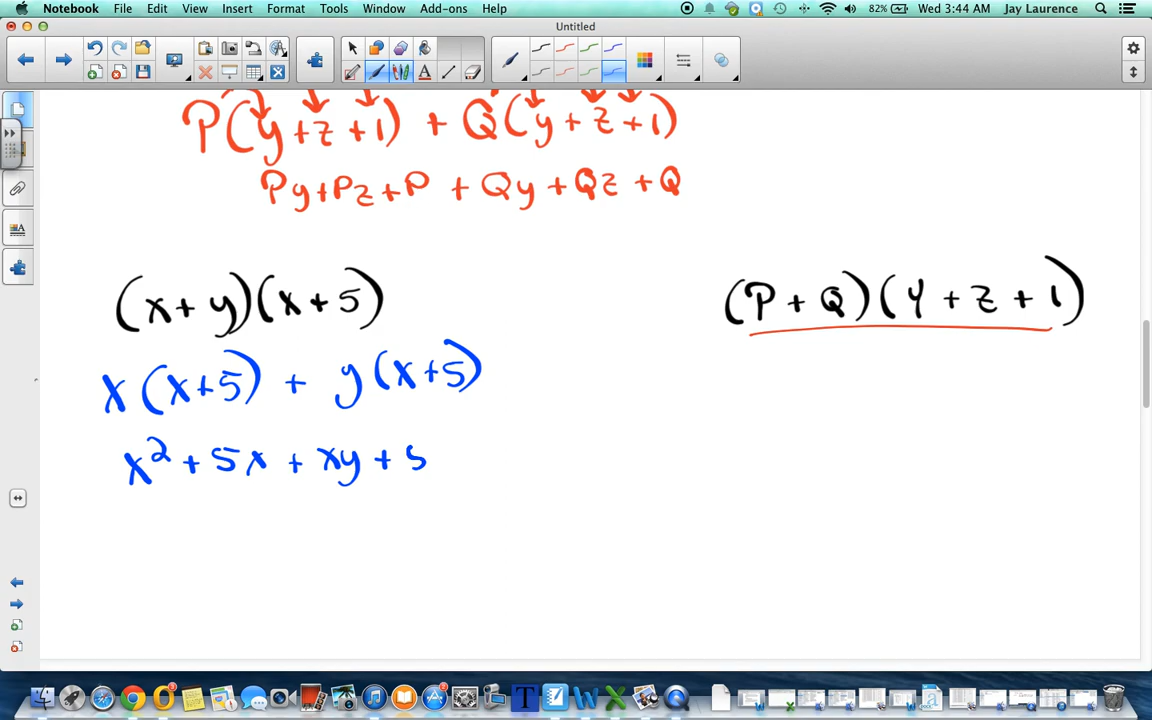 Notebook File Edit View Insert Format Tools Window Add-ons Help 82% Wed 3:44 AM Jay Laurence
Untitled
P(y+z+1) + Q(y+z+1)
Py+Pz+P + Qy+Qz+Q
(x+y)(x+5)
(P+Q)(Y+z+1)
x(x+5) + y(x+5)
x²+5x+xy+5